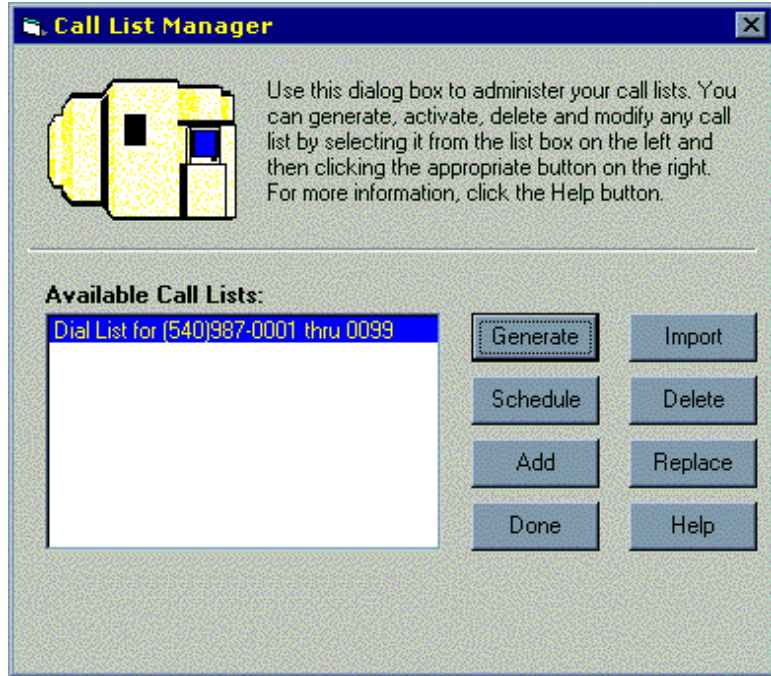 Call List Manager
Use this dialog box to administer your call lists. You
can generate, activate, delete and modify any call
list by selecting it from the list box on the left and
then clicking the appropriate button on the right.
For more information, click the Help button.
Available Call Lists:
Dial List for (540)987-0001 thru 0099
Generate
Import
Schedule
Delete
Add
Replace
Done
Help